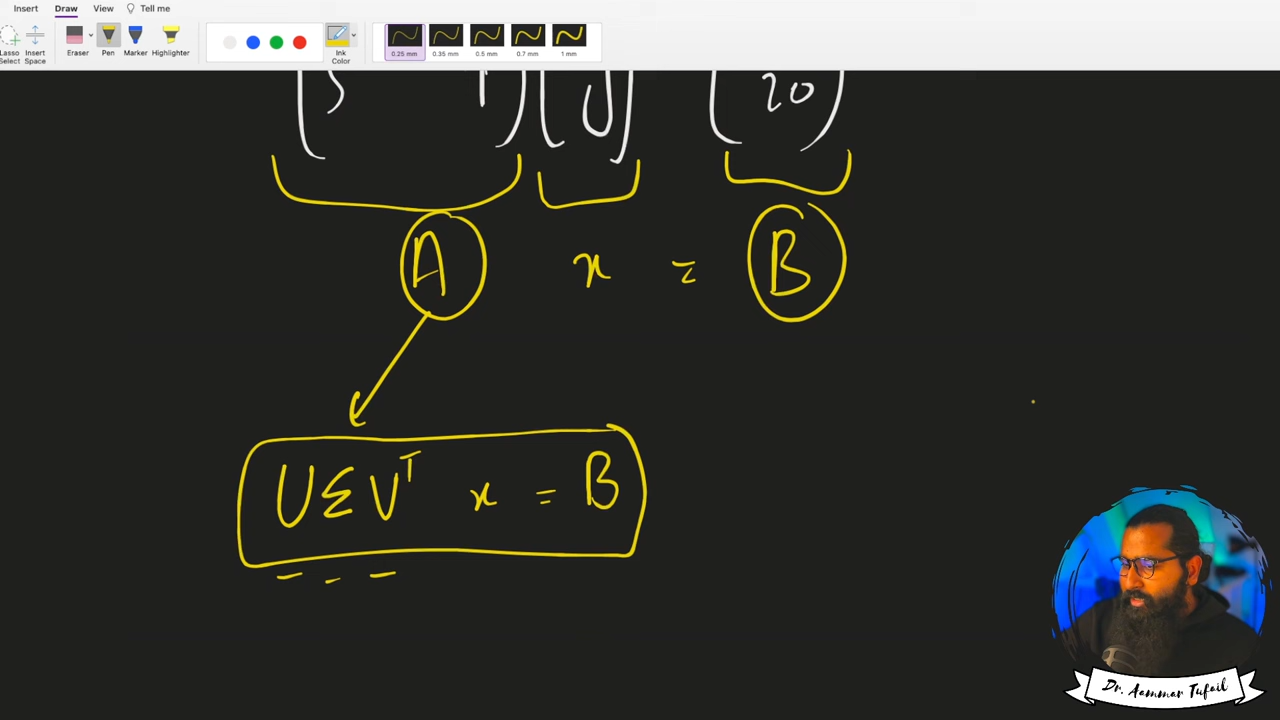 Insert Draw View Tell me
Lasso Select
Insert Space
Eraser
Pen
Marker
Highlighter
Ink Color
0.25 mm
0.35 mm
0.5 mm
0.7 mm
1 mm
20
A x = B
UΣVᵀ x = B
Dr. Aammar Tufail